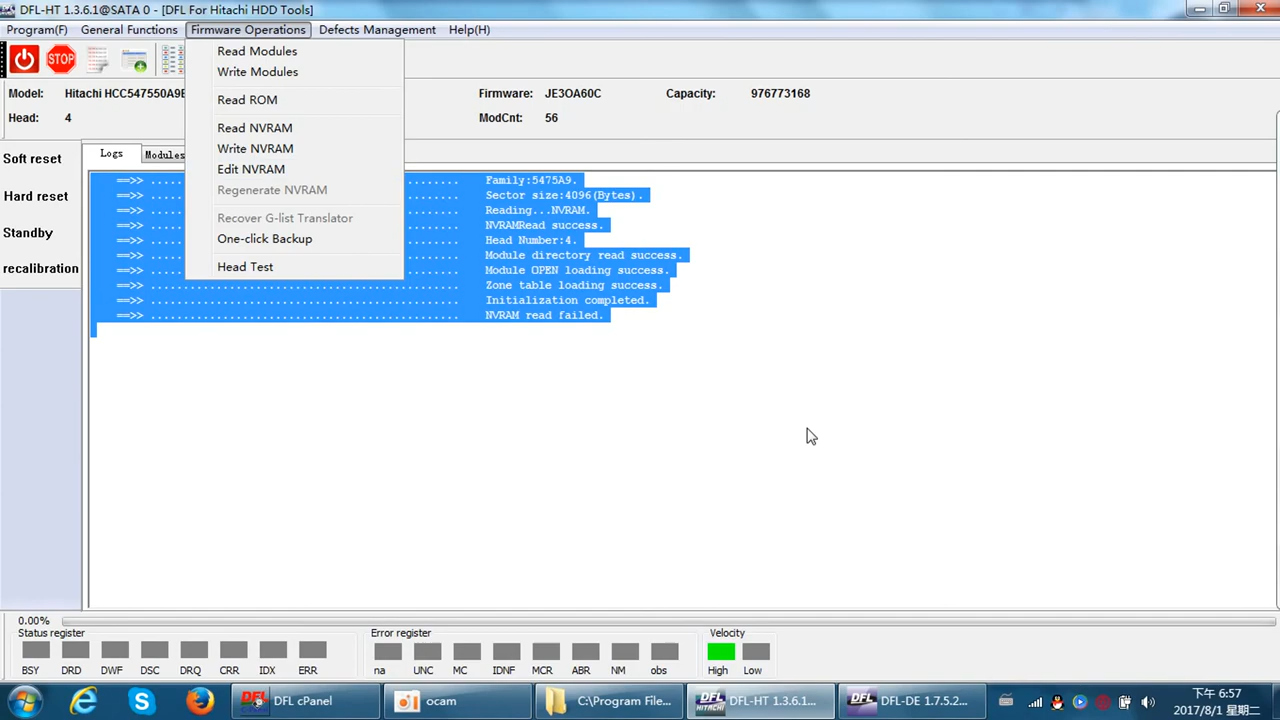 DFL-HT 1.3.6.1@SATA 0 - [DFL For Hitachi HDD Tools]
Program(F) General Functions Firmware Operations Defects Management Help(H)
STOP
Read Modules
Write Modules
Read ROM
Read NVRAM
Write NVRAM
Edit NVRAM
Regenerate NVRAM
Recover G-list Translator
One-click Backup
Head Test
Model: Hitachi HCC547550A9E Firmware: JE3OA60C Capacity: 976773168
Head: 4 ModCnt: 56
Soft reset
Hard reset
Standby
recalibration
Logs Modules
==>> ..... ........ Family:5475A9.
==>> ..... ........ Sector size:4096(Bytes).
==>> ..... ........ Reading...NVRAM.
==>> ..... ........ NVRAMRead success.
==>> ..... ........ Head Number:4.
==>> ..... ........ Module directory read success.
==>> ..... ........ Module OPEN loading success.
==>> ............................................... Zone table loading success.
==>> ............................................... Initialization completed.
==>> ............................................... NVRAM read failed.
0.00%
Status register Error register Velocity
BSY DRD DWF DSC DRQ CRR IDX ERR na UNC MC IDNF MCR ABR NM obs High Low
DFL cPanel ocam C:\Program File... DFL-HT 1.3.6.1... DFL-DE 1.7.5.2...
下午 6:57
2017/8/1 星期二